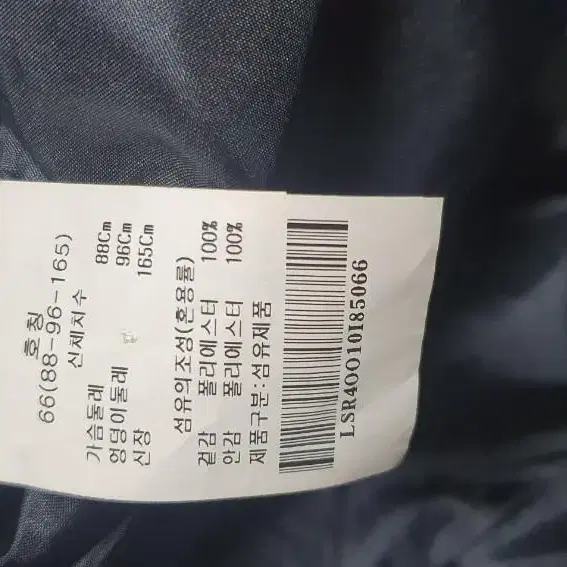 호칭
66(88-96-165)
신체치수
가슴둘레 88Cm
엉덩이둘레 96Cm
신장 165Cm
섬유의조성(혼용률)
겉감 폴리에스터 100%
안감 폴리에스터 100%
제품구분:섬유제품
LSR40O10I85066